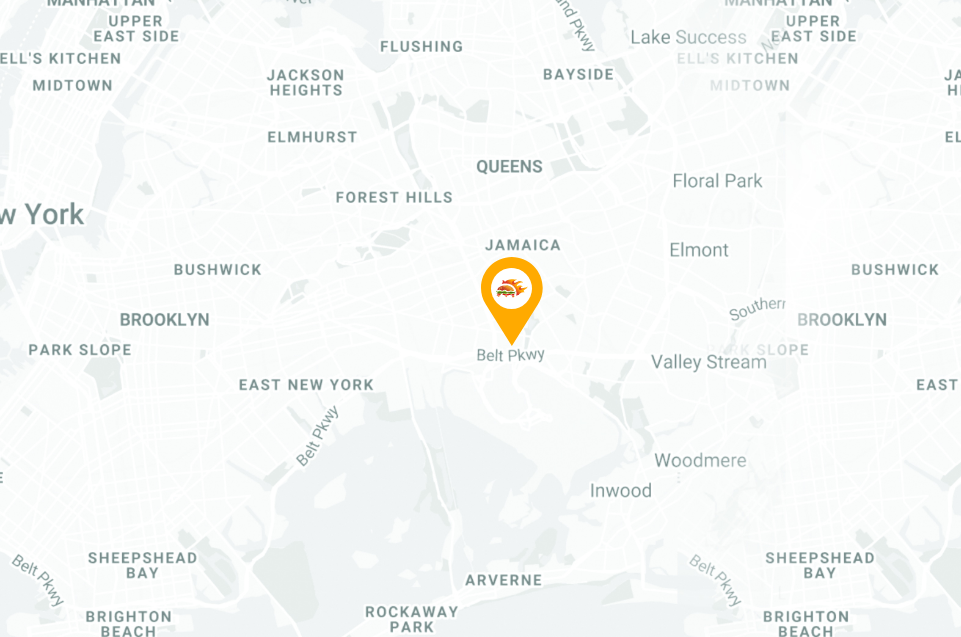 MANHATTAN
MANHATTAN
UPPER
EAST SIDE
FLUSHING
Lake Success
UPPER
EAST SIDE
ELL'S KITCHEN
ELL'S KITCHEN
MIDTOWN
JACKSON
HEIGHTS
BAYSIDE
MIDTOWN
JA
H
ELMHURST
EL
QUEENS
Floral Park
FOREST HILLS
w York
JAMAICA
Elmont
BUSHWICK
BUSHWICK
Southern
BROOKLYN
BROOKLYN
PARK SLOPE
PARK SLOPE
Belt Pkwy
Valley Stream
EAST NEW YORK
EAST
Belt Pkwy
Woodmere
Inwood
SHEEPSHEAD
BAY
SHEEPSHEAD
BAY
Belt Pkwy
Belt Pkwy
ARVERNE
ROCKAWAY
PARK
BRIGHTON
BEACH
BRIGHTON
BEACH